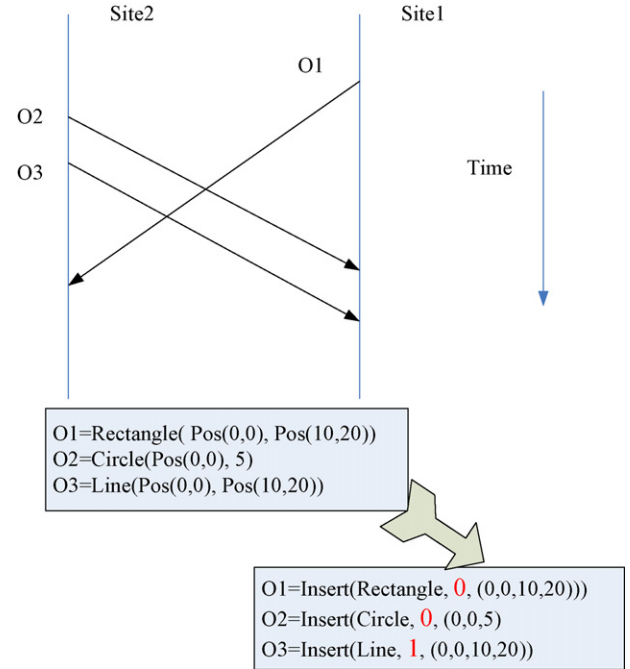 Site2
Site1
O1
O2
O3
Time
O1=Rectangle( Pos(0,0), Pos(10,20))
O2=Circle(Pos(0,0), 5)
O3=Line(Pos(0,0), Pos(10,20))
O1=Insert(Rectangle, 0, (0,0,10,20)))
O2=Insert(Circle, 0, (0,0,5)
O3=Insert(Line, 1, (0,0,10,20))